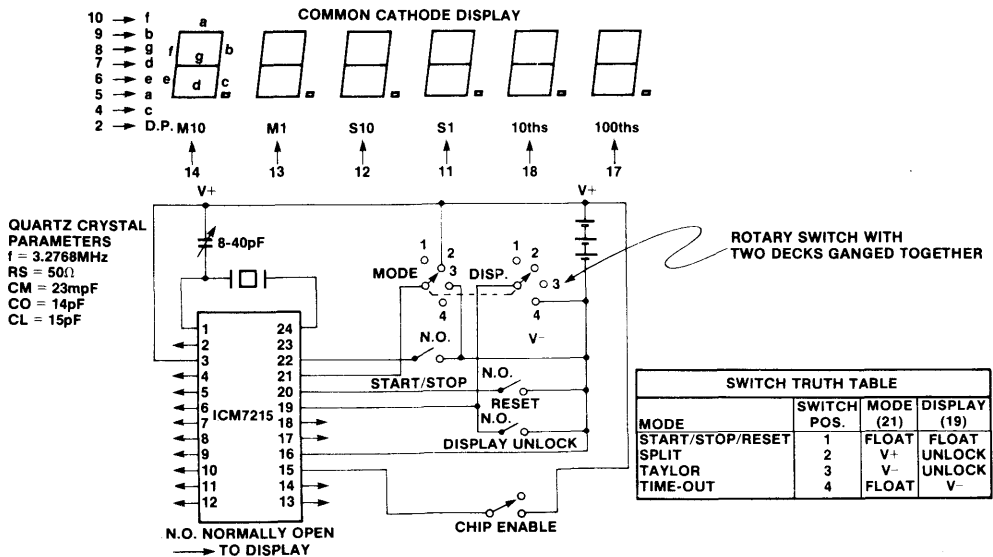 COMMON CATHODE DISPLAY
10 → f
9 → b
8 → g
7 → d
6 → e
5 → a
4 → c
2 → D.P.
a
f
b
g
e
d
c
M10
M1
S10
S1
10ths
100ths
14
13
12
11
18
17
V+
V+
QUARTZ CRYSTAL
PARAMETERS
f = 3.2768MHz
RS = 50Ω
CM = 23mpF
CO = 14pF
CL = 15pF
8-40pF
MODE
1
2
3
4
DISP.
1
2
3
4
V−
ROTARY SWITCH WITH
TWO DECKS GANGED TOGETHER
1
2
3
4
5
6
7
8
9
10
11
12
ICM7215
24
23
22
21
20
19
18
17
16
15
14
13
N.O.
START/STOP
N.O.
RESET
N.O.
DISPLAY UNLOCK
CHIP ENABLE
N.O. NORMALLY OPEN
→ TO DISPLAY
SWITCH TRUTH TABLE
MODE SWITCH POS. MODE (21) DISPLAY (19)
START/STOP/RESET 1 FLOAT FLOAT
SPLIT 2 V+ UNLOCK
TAYLOR 3 V− UNLOCK
TIME-OUT 4 FLOAT V−